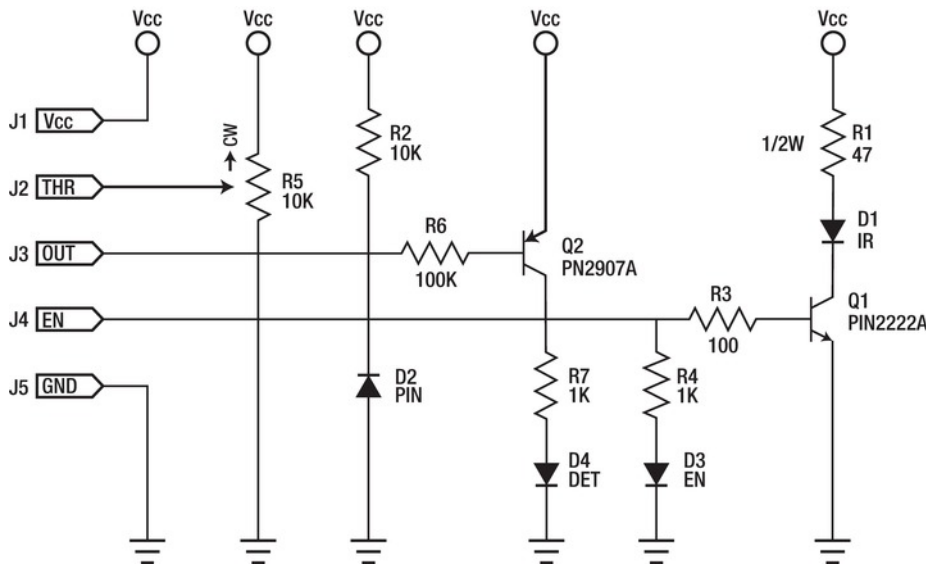 Vcc
Vcc
Vcc
Vcc
Vcc
J1 Vcc
J2 THR
J3 OUT
J4 EN
J5 GND
CW
R5
10K
R2
10K
R6
100K
Q2
PN2907A
1/2W
R1
47
D1
IR
R3
100
Q1
PIN2222A
D2
PIN
R7
1K
R4
1K
D4
DET
D3
EN